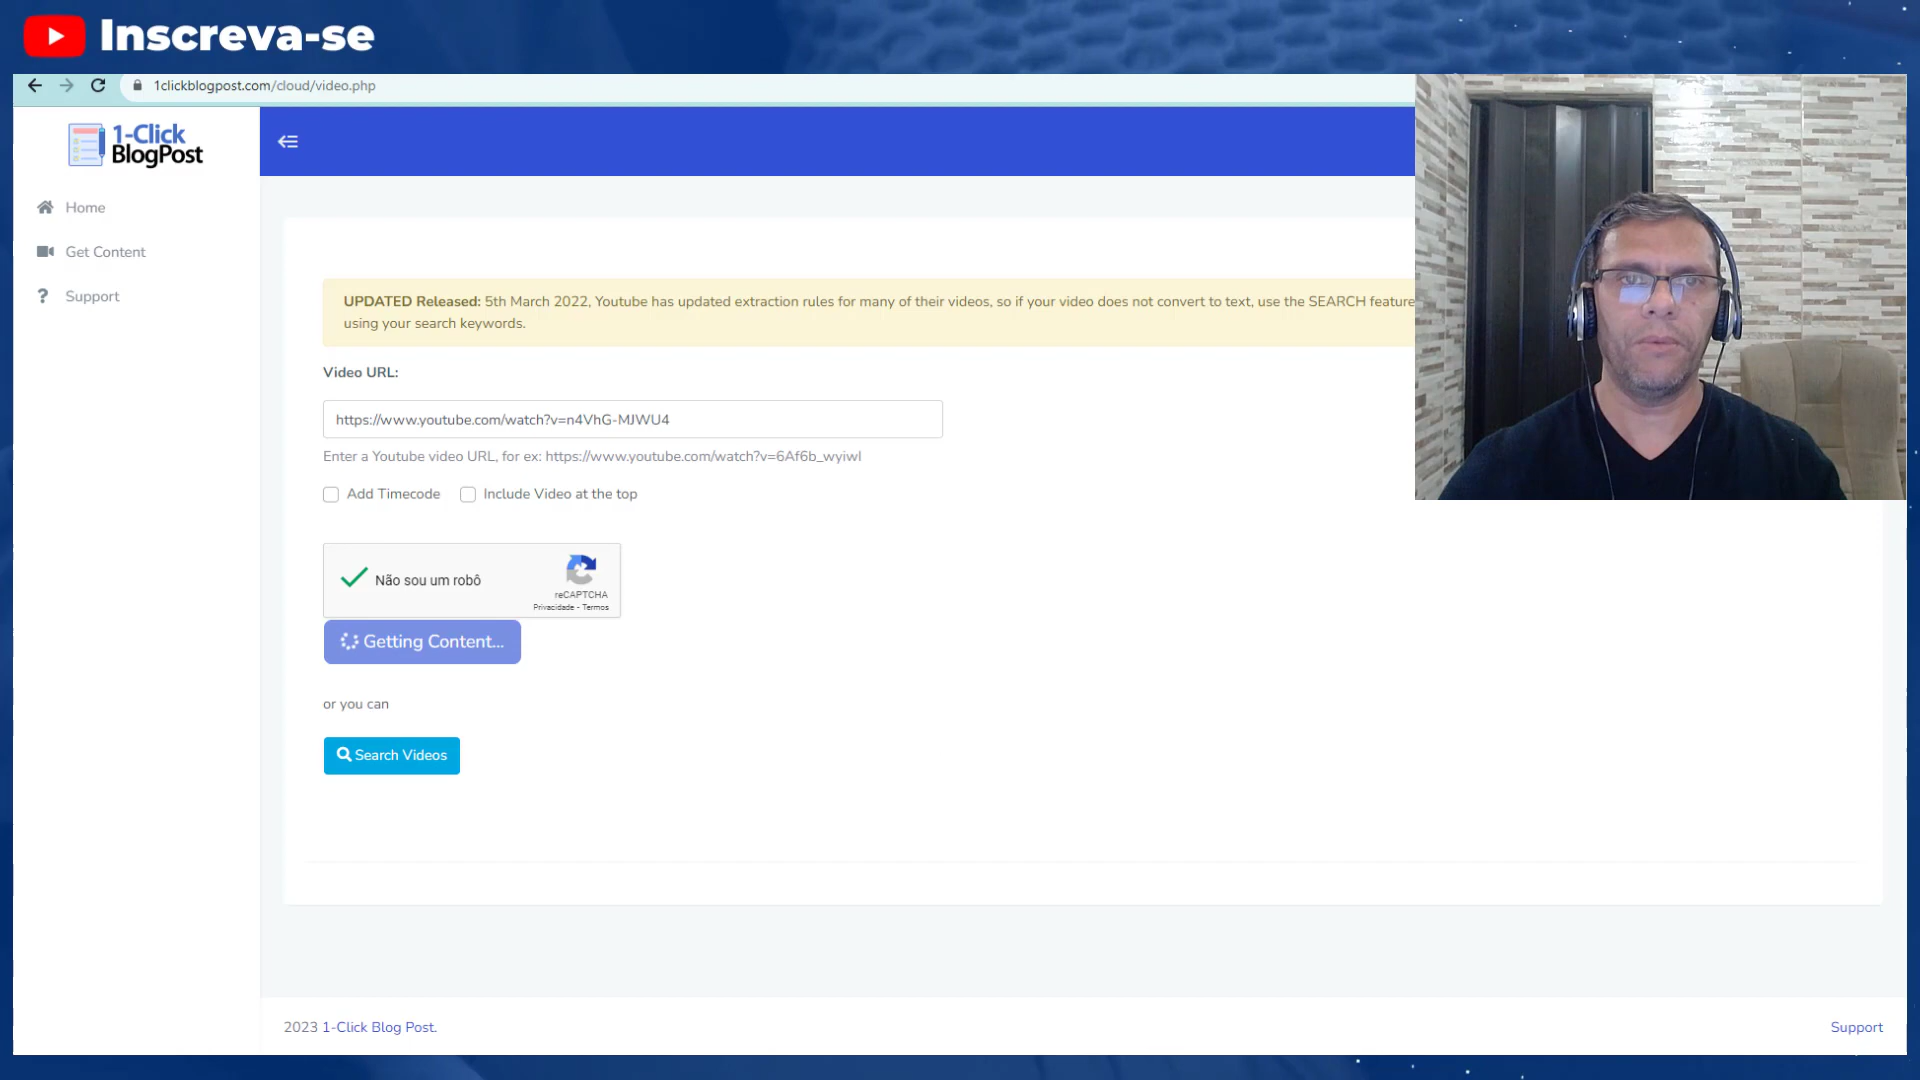 Inscreva-se
1clickblogpost.com/cloud/video.php
1-Click
BlogPost
Home
Get Content
Support
UPDATED Released: 5th March 2022, Youtube has updated extraction rules for many of their videos, so if your video does not convert to text, use the SEARCH feature
using your search keywords.
Video URL:
https://www.youtube.com/watch?v=n4VhG-MJWU4
Enter a Youtube video URL, for ex: https://www.youtube.com/watch?v=6Af6b_wyiwI
Add Timecode Include Video at the top
Não sou um robô
reCAPTCHA
Privacidade - Termos
Getting Content...
or you can
Search Videos
2023 1-Click Blog Post.
Support